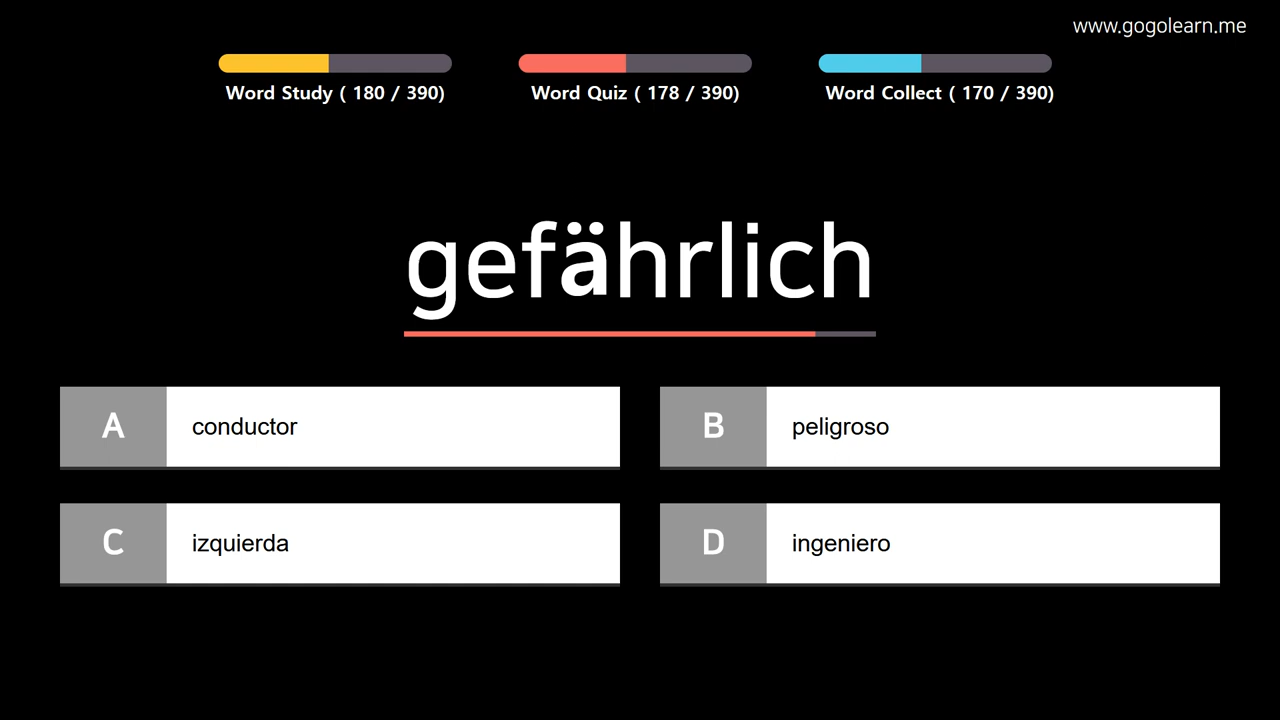 www.gogolearn.me
Word Study ( 180 / 390)
Word Quiz ( 178 / 390)
Word Collect ( 170 / 390)
gefährlich
A
conductor
B
peligroso
C
izquierda
D
ingeniero